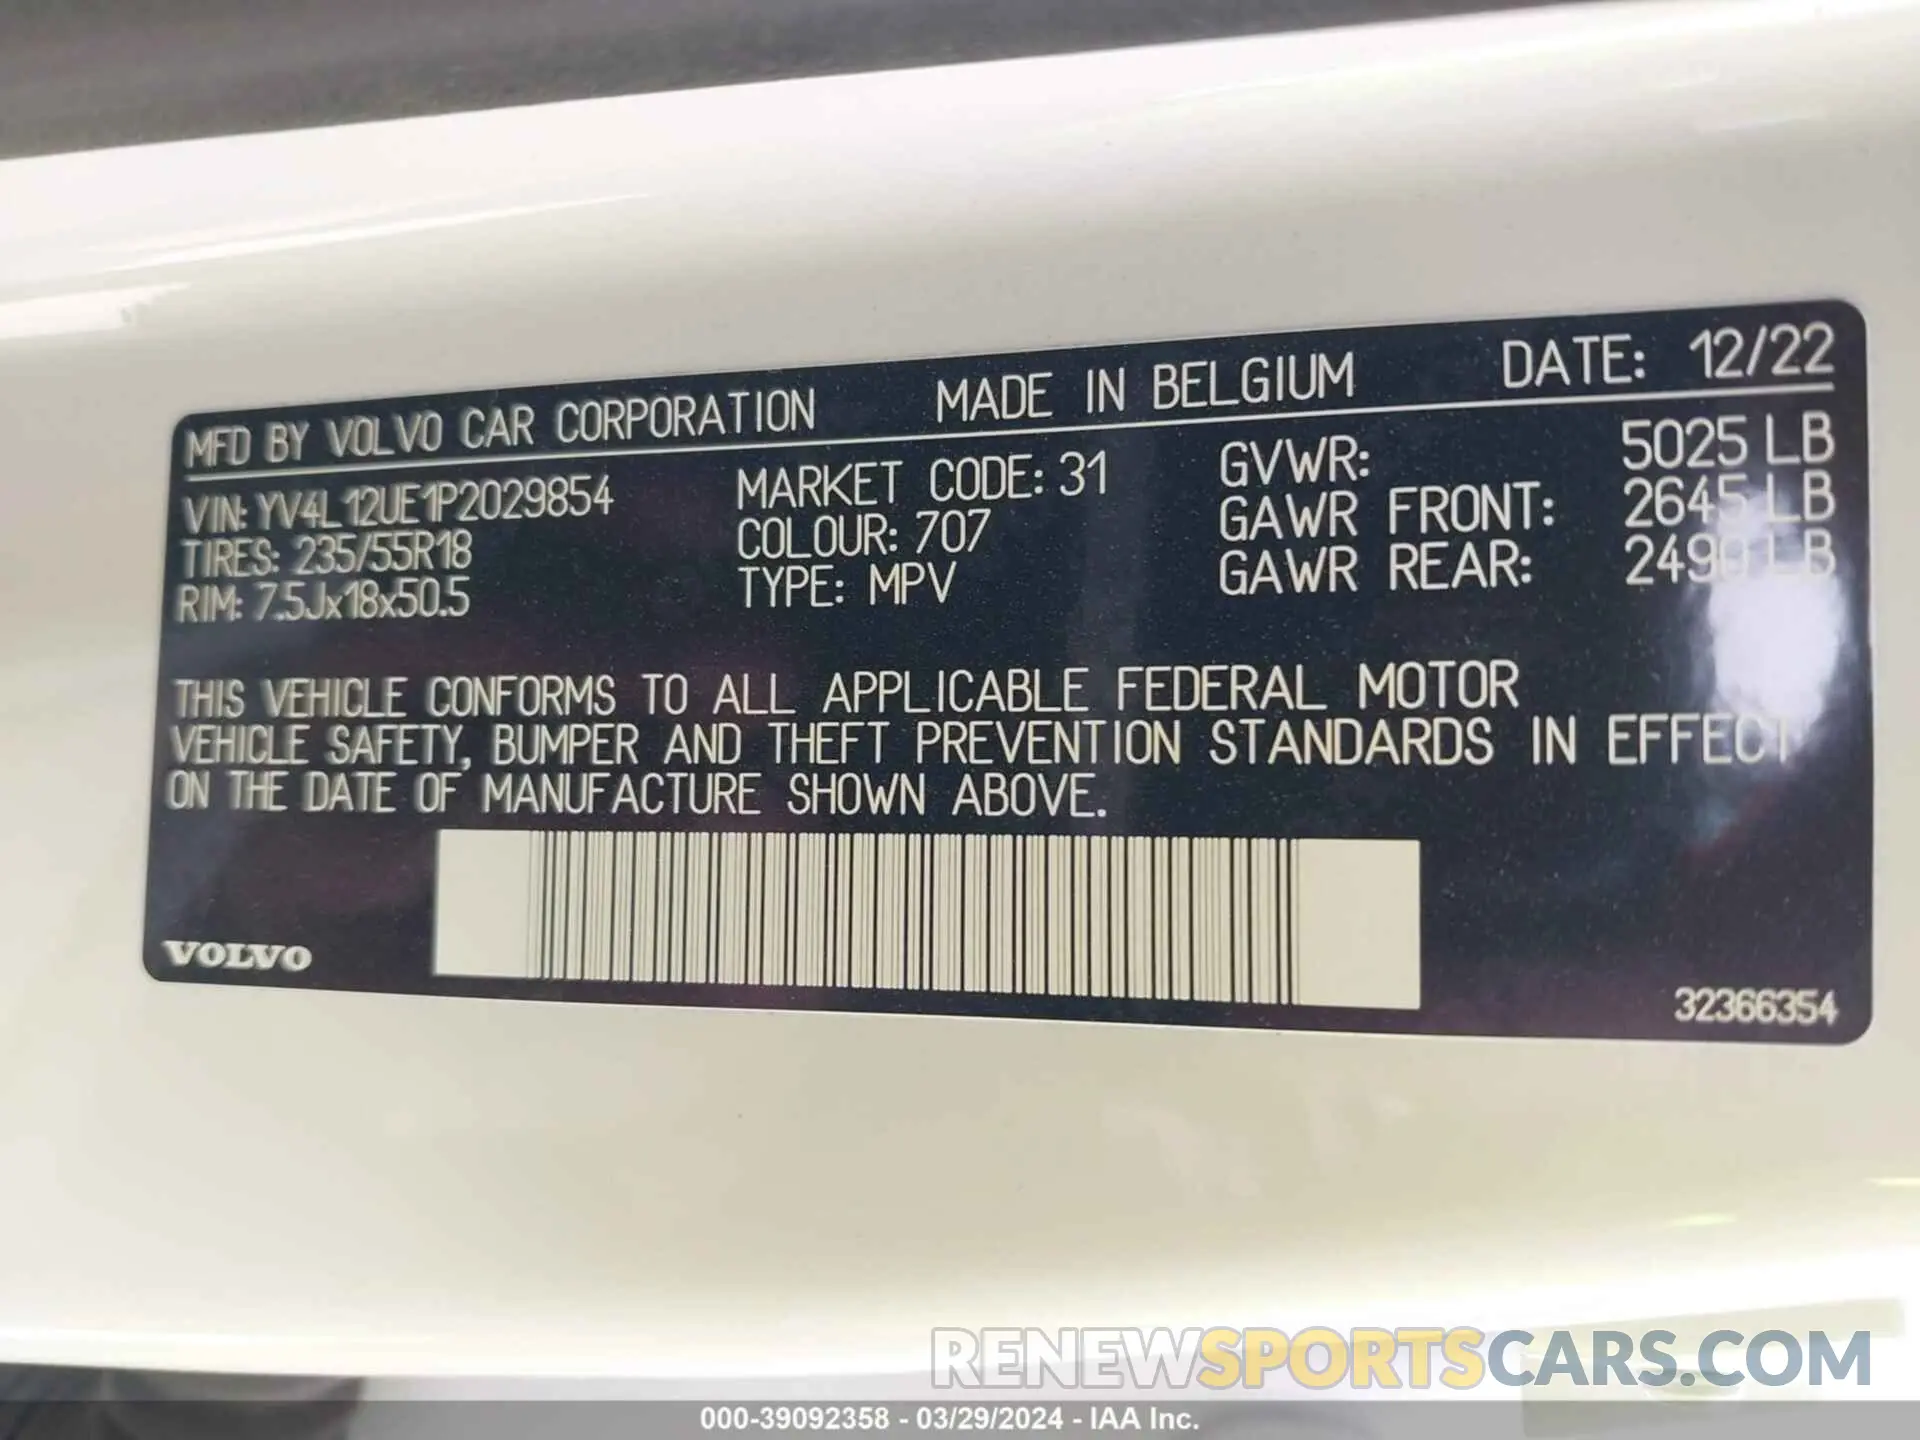 MFD BY VOLVO CAR CORPORATION MADE IN BELGIUM DATE: 12/22
VIN: YV4L12UE1P2029854 MARKET CODE: 31 GVWR: 5025 LB
TIRES: 235/55R18 COLOUR: 707 GAWR FRONT: 2645 LB
RIM: 7.5Jx18x50.5 TYPE: MPV GAWR REAR: 2490 LB
THIS VEHICLE CONFORMS TO ALL APPLICABLE FEDERAL MOTOR
VEHICLE SAFETY, BUMPER AND THEFT PREVENTION STANDARDS IN EFFECT
ON THE DATE OF MANUFACTURE SHOWN ABOVE.
VOLVO
32366354
RENEWSPORTSCARS.COM
000-39092358 - 03/29/2024 - IAA Inc.